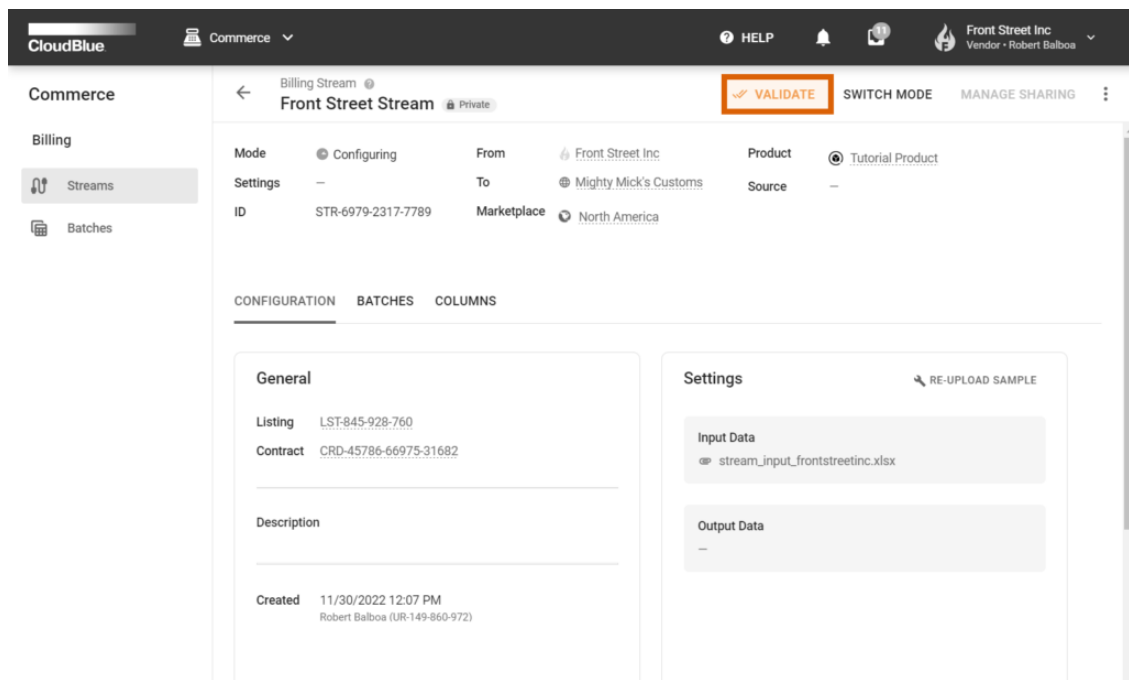 CloudBlue
Commerce
HELP
11
Front Street Inc
Vendor • Robert Balboa
Commerce
Billing
Streams
Batches
Billing Stream
Front Street Stream Private
VALIDATE
SWITCH MODE
MANAGE SHARING
Mode Configuring From Front Street Inc Product Tutorial Product
Settings — To Mighty Mick's Customs Source —
ID STR-6979-2317-7789 Marketplace North America
CONFIGURATION BATCHES COLUMNS
General
Listing LST-845-928-760
Contract CRD-45786-66975-31682
Description
Created 11/30/2022 12:07 PM
Robert Balboa (UR-149-860-972)
Settings RE-UPLOAD SAMPLE
Input Data
stream_input_frontstreetinc.xlsx
Output Data
—